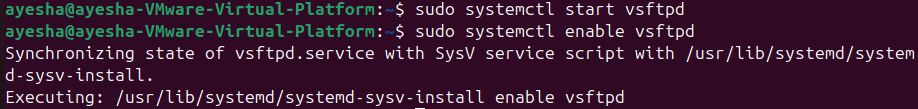 ayesha@ayesha-VMware-Virtual-Platform:~$ sudo systemctl start vsftpd
ayesha@ayesha-VMware-Virtual-Platform:~$ sudo systemctl enable vsftpd
Synchronizing state of vsftpd.service with SysV service script with /usr/lib/systemd/system
d-sysv-install.
Executing: /usr/lib/systemd/systemd-sysv-install enable vsftpd